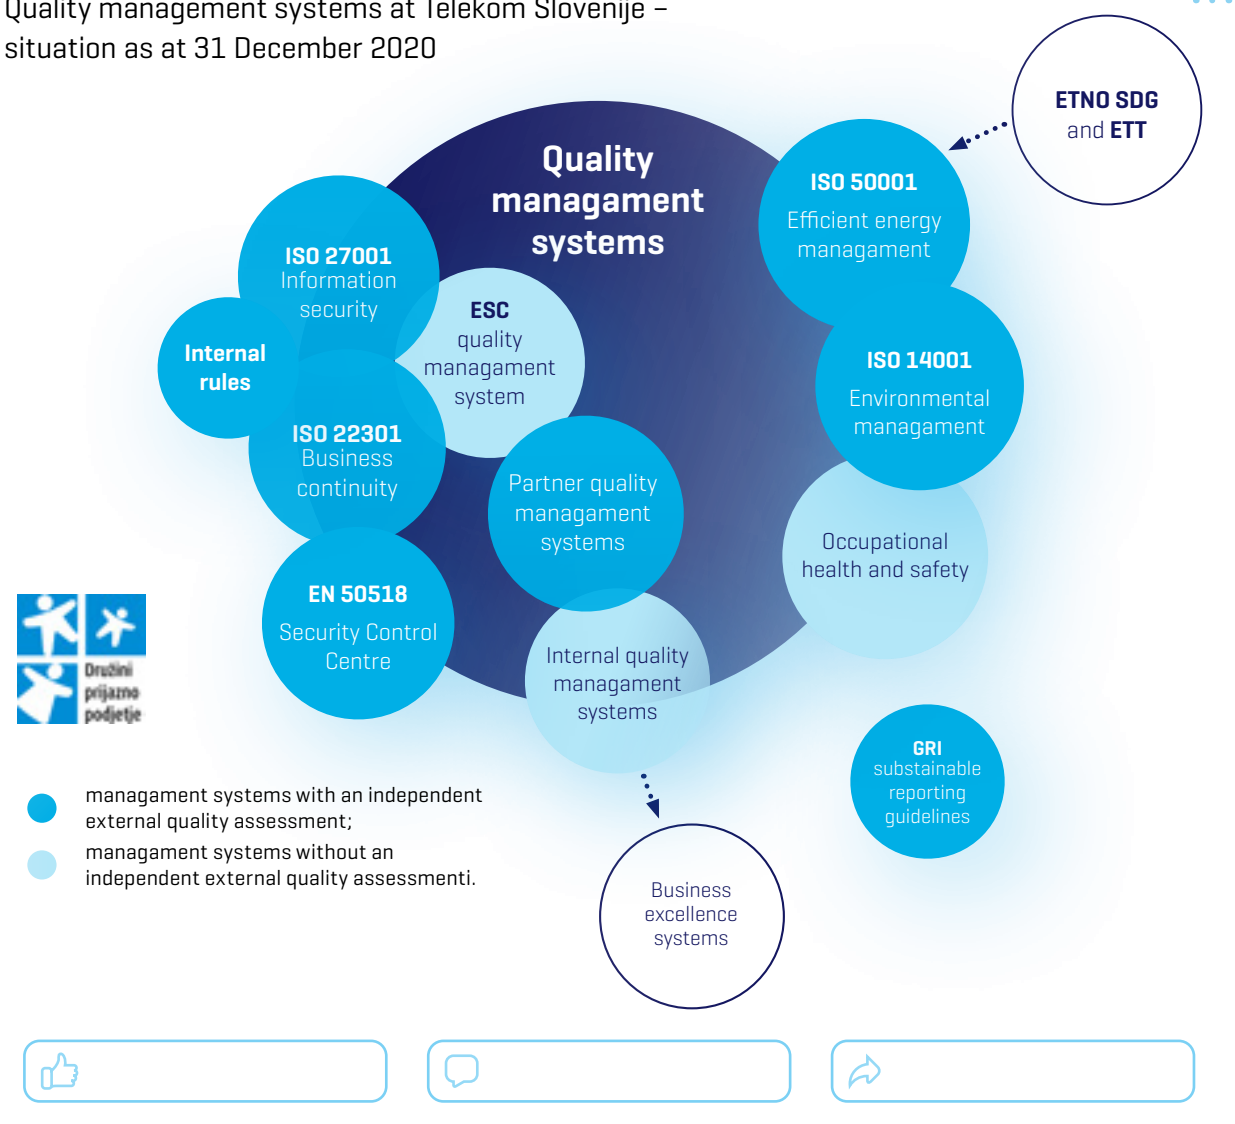 Quality management systems at Telekom Slovenije –
situation as at 31 December 2020
ETNO SDG
and ETT
Quality
managament
systems
ISO 50001
Efficient energy
managament
ISO 27001
Information
security
ESC
quality
managament
system
Internal
rules
ISO 14001
Environmental
managament
ISO 22301
Business
continuity
Partner quality
managament
systems
Occupational
health and safety
EN 50518
Security Control
Centre
Internal quality
managament
systems
Družini
prijazno
podjetje
GRI
substainable
reporting
guidelines
managament systems with an independent
external quality assessment;
managament systems without an
independent external quality assessmenti.
Business
excellence
systems